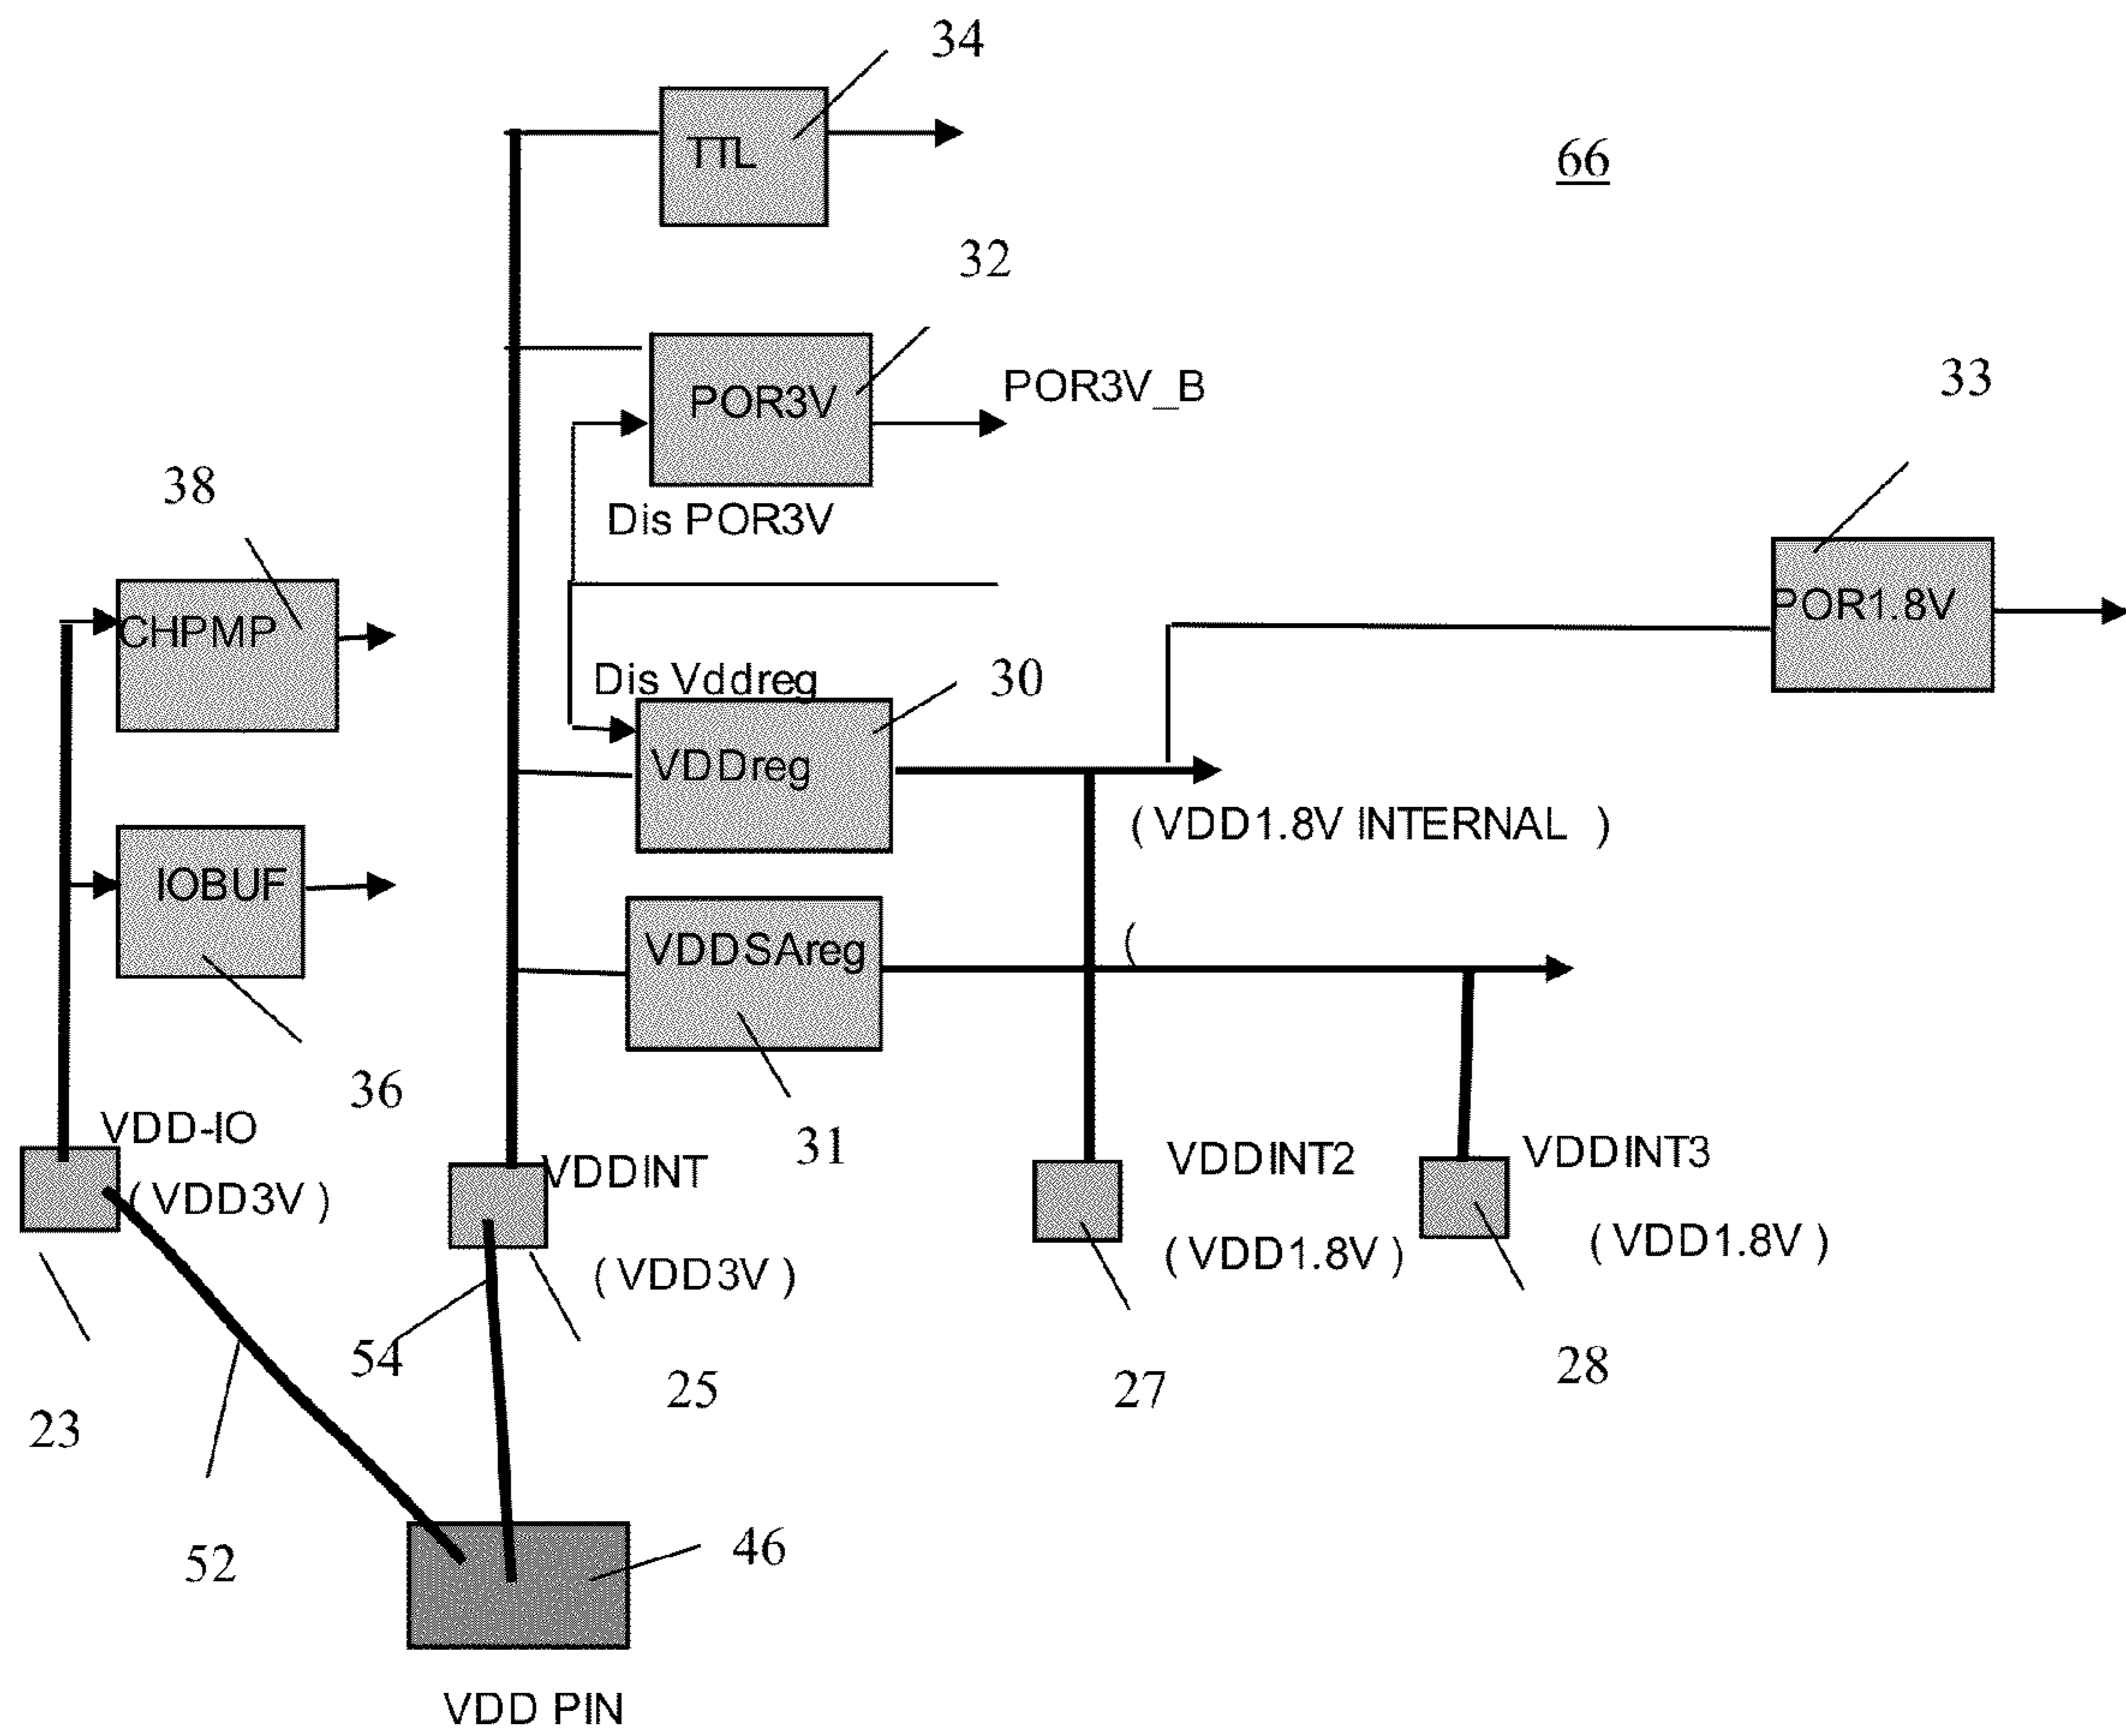 34
TTL
66
32
POR3V
POR3V_B
33
38
Dis POR3V
CHPMP
POR1.8V
Dis Vddreg
30
VDDreg
( VDD1.8V INTERNAL )
IOBUF
(
VDDSAreg
36
VDD-IO
31
VDDINT2
VDDINT3
VDDINT
( VDD3V )
( VDD1.8V )
( VDD1.8V )
( VDD3V )
54
25
27
28
23
52
46
VDD PIN